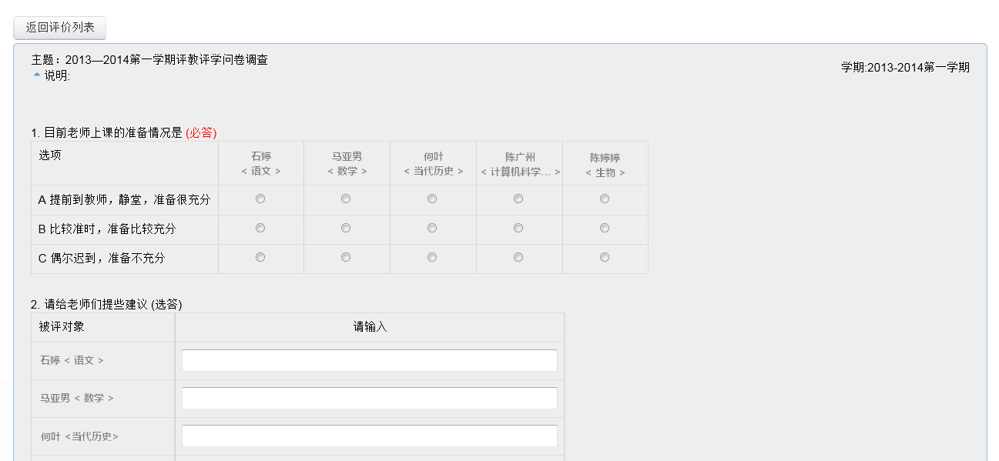 返回评价列表
主题：2013—2014第一学期评教评学问卷调查
学期:2013-2014第一学期
说明:
1. 目前老师上课的准备情况是 (必答)
选项
石婷
< 语文 >
马亚男
< 数学 >
何叶
< 当代历史 >
陈广州
< 计算机科学... >
陈婷婷
< 生物 >
A 提前到教师，静堂，准备很充分
B 比较准时，准备比较充分
C 偶尔迟到，准备不充分
2. 请给老师们提些建议 (选答)
被评对象 请输入
石婷 < 语文 >
马亚男 < 数学 >
何叶 <当代历史>